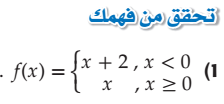 تحقق من فهمك
(1 f(x) = { x + 2 , x < 0
x , x ≥ 0 .